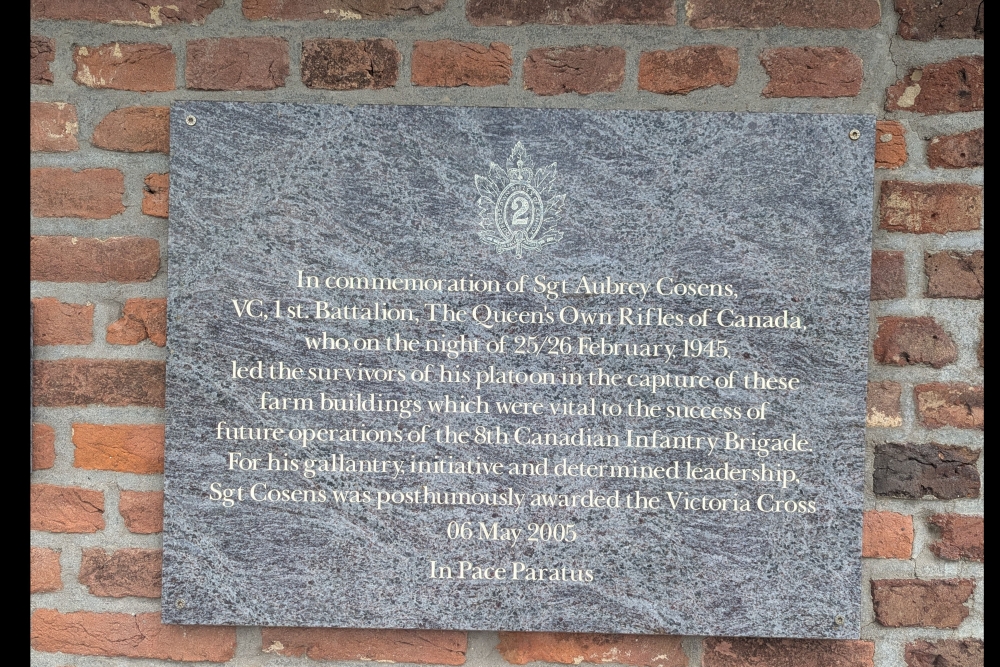 2
In commemoration of Sgt Aubrey Cosens,
VC, 1st. Battalion, The Queen's Own Rifles of Canada,
who, on the night of 25/26 February, 1945,
led the survivors of his platoon in the capture of these
farm buildings which were vital to the success of
future operations of the 8th Canadian Infantry Brigade.
For his gallantry, initiative and determined leadership,
Sgt Cosens was posthumously awarded the Victoria Cross
06 May 2005
In Pace Paratus